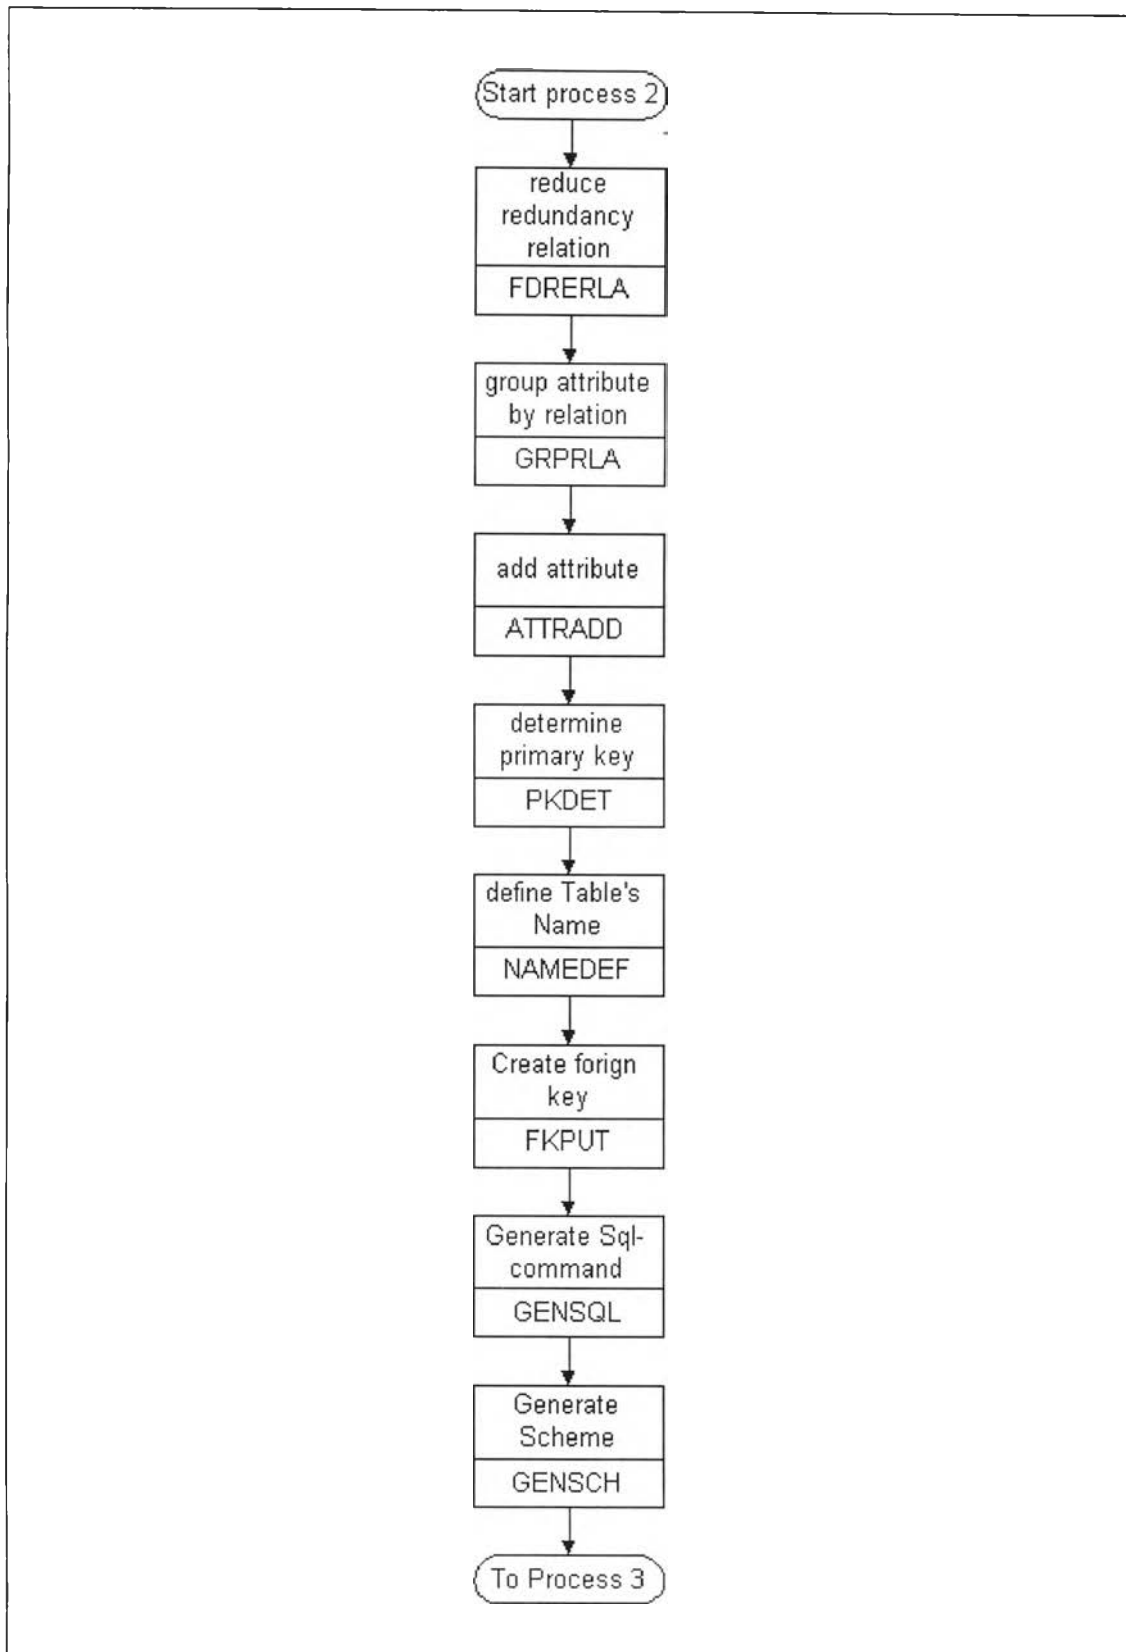 Start process 2
reduce
redundancy
relation
FDRERLA
group attribute
by relation
GRPRLA
add attribute
ATTRADD
determine
primary key
PKDET
define Table's
Name
NAMEDEF
Create forign
key
FKPUT
Generate Sql-
command
GENSQL
Generate
Scheme
GENSCH
To Process 3